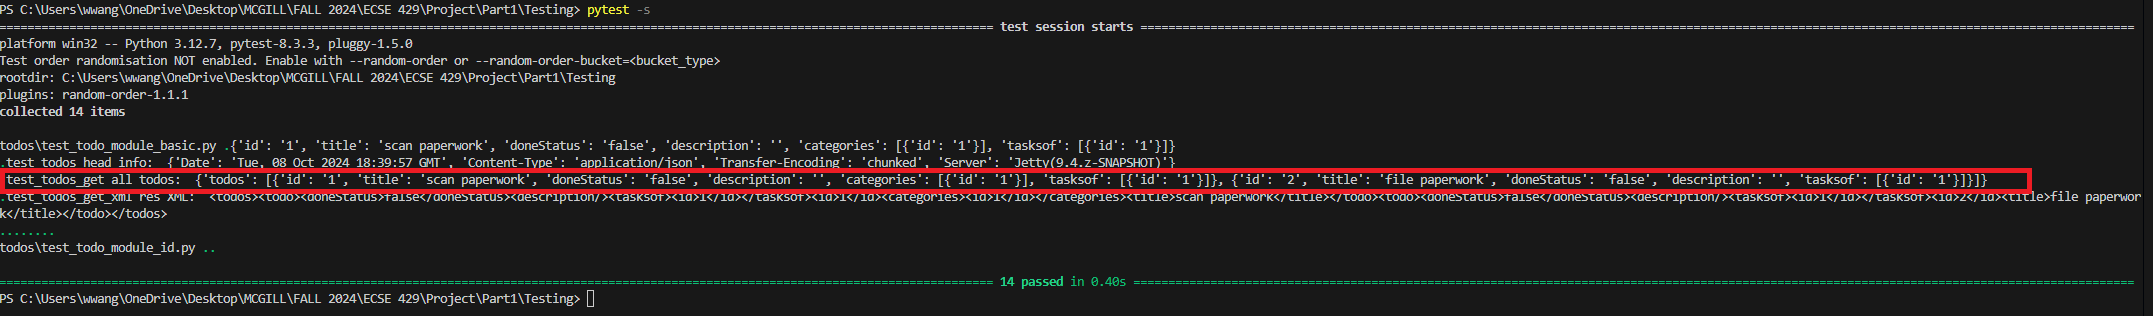 PS C:\Users\wwang\OneDrive\Desktop\MCGILL\FALL 2024\ECSE 429\Project\Part1\Testing> pytest -s
test session starts
platform win32 -- Python 3.12.7, pytest-8.3.3, pluggy-1.5.0
Test order randomisation NOT enabled. Enable with --random-order or --random-order-bucket=<bucket_type>
rootdir: C:\Users\wwang\OneDrive\Desktop\MCGILL\FALL 2024\ECSE 429\Project\Part1\Testing
plugins: random-order-1.1.1
collected 14 items
todos\test_todo_module_basic.py .{'id': '1', 'title': 'scan paperwork', 'doneStatus': 'false', 'description': '', 'categories': [{'id': '1'}], 'tasksof': [{'id': '1'}]}
.test_todos_head info:  {'Date': 'Tue, 08 Oct 2024 18:39:57 GMT', 'Content-Type': 'application/json', 'Transfer-Encoding': 'chunked', 'Server': 'Jetty(9.4.z-SNAPSHOT)'}
test_todos_get all todos:  {'todos': [{'id': '1', 'title': 'scan paperwork', 'doneStatus': 'false', 'description': '', 'categories': [{'id': '1'}], 'tasksof': [{'id': '1'}]}, {'id': '2', 'title': 'file paperwork', 'doneStatus': 'false', 'description': '', 'tasksof': [{'id': '1'}]}]}
.test_todos_get_xml res XML:  <todos><todo><doneStatus>false</doneStatus><description/><tasksof><id>1</id></tasksof><id>1</id><categories><id>1</id></categories><title>scan paperwork</title></todo><todo><doneStatus>false</doneStatus><description/><tasksof><id>1</id></tasksof><id>2</id><title>file paperwor
k</title></todo></todos>
........
todos\test_todo_module_id.py ..
14 passed in 0.40s
PS C:\Users\wwang\OneDrive\Desktop\MCGILL\FALL 2024\ECSE 429\Project\Part1\Testing>